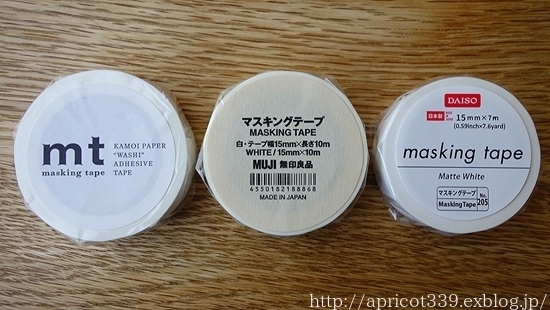 mt
masking tape
KAMOI PAPER
"WASHI"
ADHESIVE
TAPE
マスキングテープ
MASKING TAPE
白・テープ幅15mm×長さ10m
WHITE/15mm×10m
MUJI 無印良品
4550182188868
MADE IN JAPAN
DAISO
日本製
15mm×7m
(0.59inch×7.6yard)
masking tape
Matte White
マスキングテープ
Masking Tape
No.
205
http://apricot339.exblog.jp/